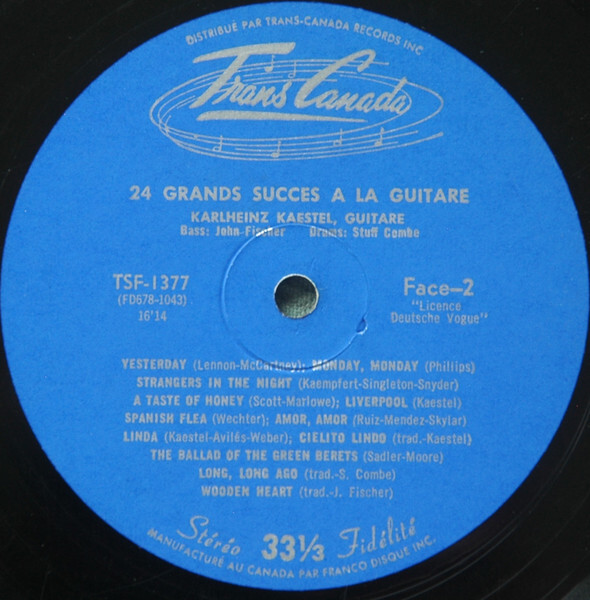 DISTRIBUÉ PAR TRANS-CANADA RECORDS INC
Trans Canada
24 GRANDS SUCCES A LA GUITARE
KARLHEINZ KAESTEL, GUITARE
Bass: John Fischer Drums: Stuff Combe
TSF-1377
(FD678-1043)
16'14
Face-2
"Licence
Deutsche Vogue"
YESTERDAY (Lennon-McCartney); MONDAY, MONDAY (Phillips)
STRANGERS IN THE NIGHT (Kaempfert-Singleton-Snyder)
A TASTE OF HONEY (Scott-Marlowe); LIVERPOOL (Kaestel)
SPANISH FLEA (Wechter); AMOR, AMOR (Ruiz-Mendez-Skylar)
LINDA (Kaestel-Avilés-Weber); CIELITO LINDO (trad.-Kaestel)
THE BALLAD OF THE GREEN BERETS (Sadler-Moore)
LONG, LONG AGO (trad.-S. Combe)
WOODEN HEART (trad.-J. Fischer)
Stéréo 33⅓ Fidélité
MANUFACTURÉ AU CANADA PAR FRANCO DISQUE INC.